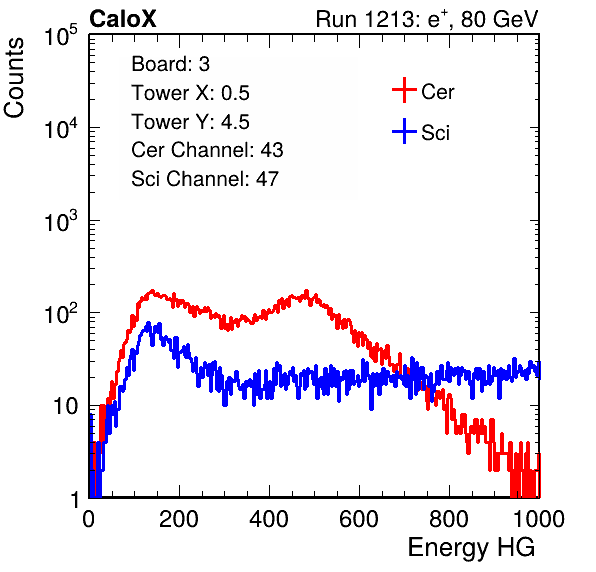 CaloX Run 1213: e⁺, 80 GeV
Counts
10⁵
10⁴
10³
10²
10
1
Board: 3
Tower X: 0.5
Tower Y: 4.5
Cer Channel: 43
Sci Channel: 47
Cer
Sci
0 200 400 600 800 1000
Energy HG